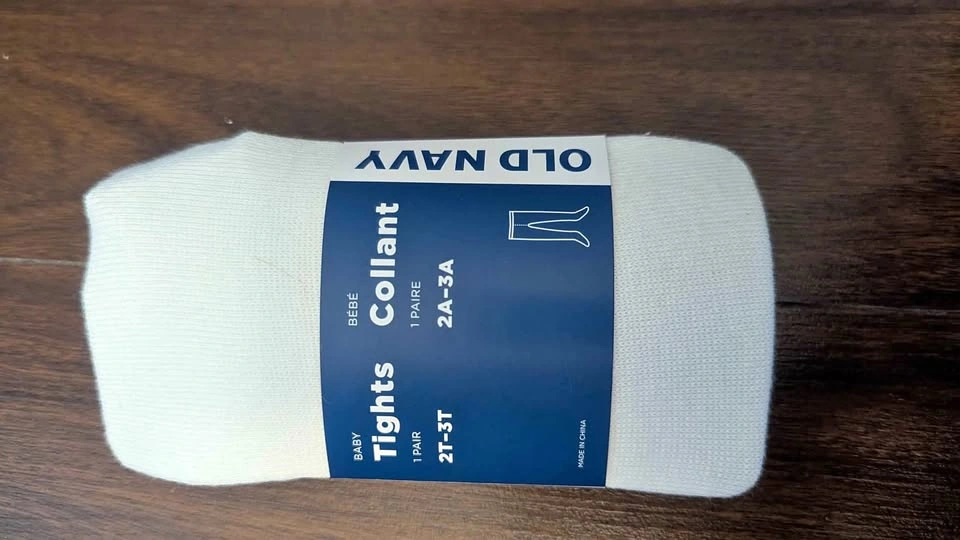 OLD NAVY
BABY
Tights
1 PAIR
2T-3T
BÉBÉ
Collant
1 PAIRE
2A-3A
MADE IN CHINA